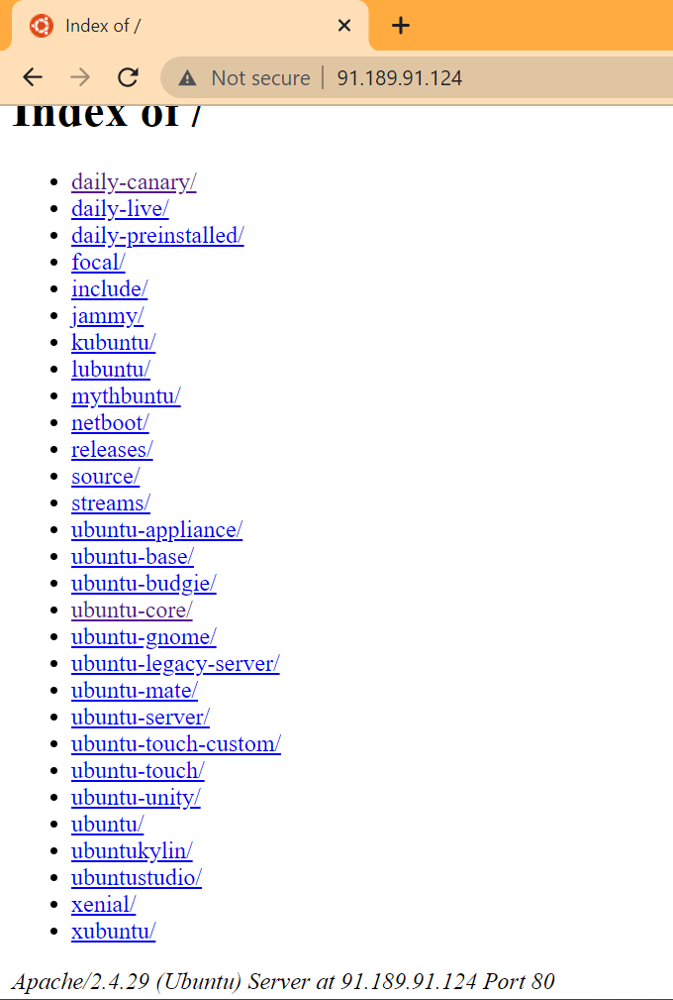 Index of /
Not secure 91.189.91.124
Index of /
daily-canary/
daily-live/
daily-preinstalled/
focal/
include/
jammy/
kubuntu/
lubuntu/
mythbuntu/
netboot/
releases/
source/
streams/
ubuntu-appliance/
ubuntu-base/
ubuntu-budgie/
ubuntu-core/
ubuntu-gnome/
ubuntu-legacy-server/
ubuntu-mate/
ubuntu-server/
ubuntu-touch-custom/
ubuntu-touch/
ubuntu-unity/
ubuntu/
ubuntukylin/
ubuntustudio/
xenial/
xubuntu/
Apache/2.4.29 (Ubuntu) Server at 91.189.91.124 Port 80